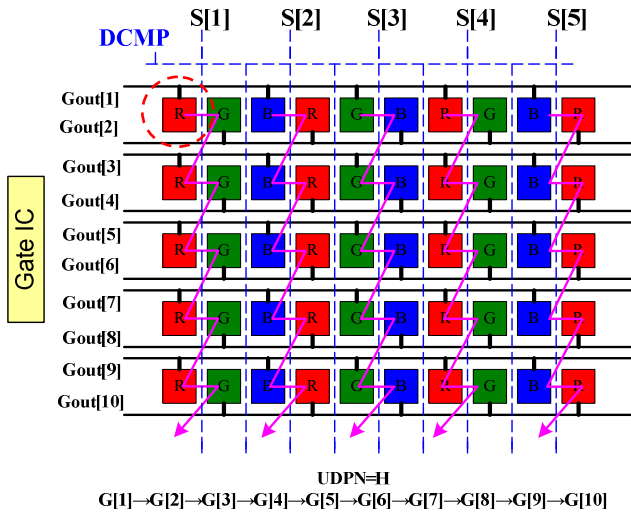 S[1] S[2] S[3] S[4] S[5]
DCMP
Gout[1]
R G B R G B R G B R
Gout[2]
Gout[3]
R G B R G B R G B R
Gout[4]
Gout[5]
R G B R G B R G B R
Gout[6]
Gout[7]
R G B R G B R G B R
Gout[8]
Gout[9]
R G B R G B R G B R
Gout[10]
Gate IC
UDPN=H
G[1]→G[2]→G[3]→G[4]→G[5]→G[6]→G[7]→G[8]→G[9]→G[10]